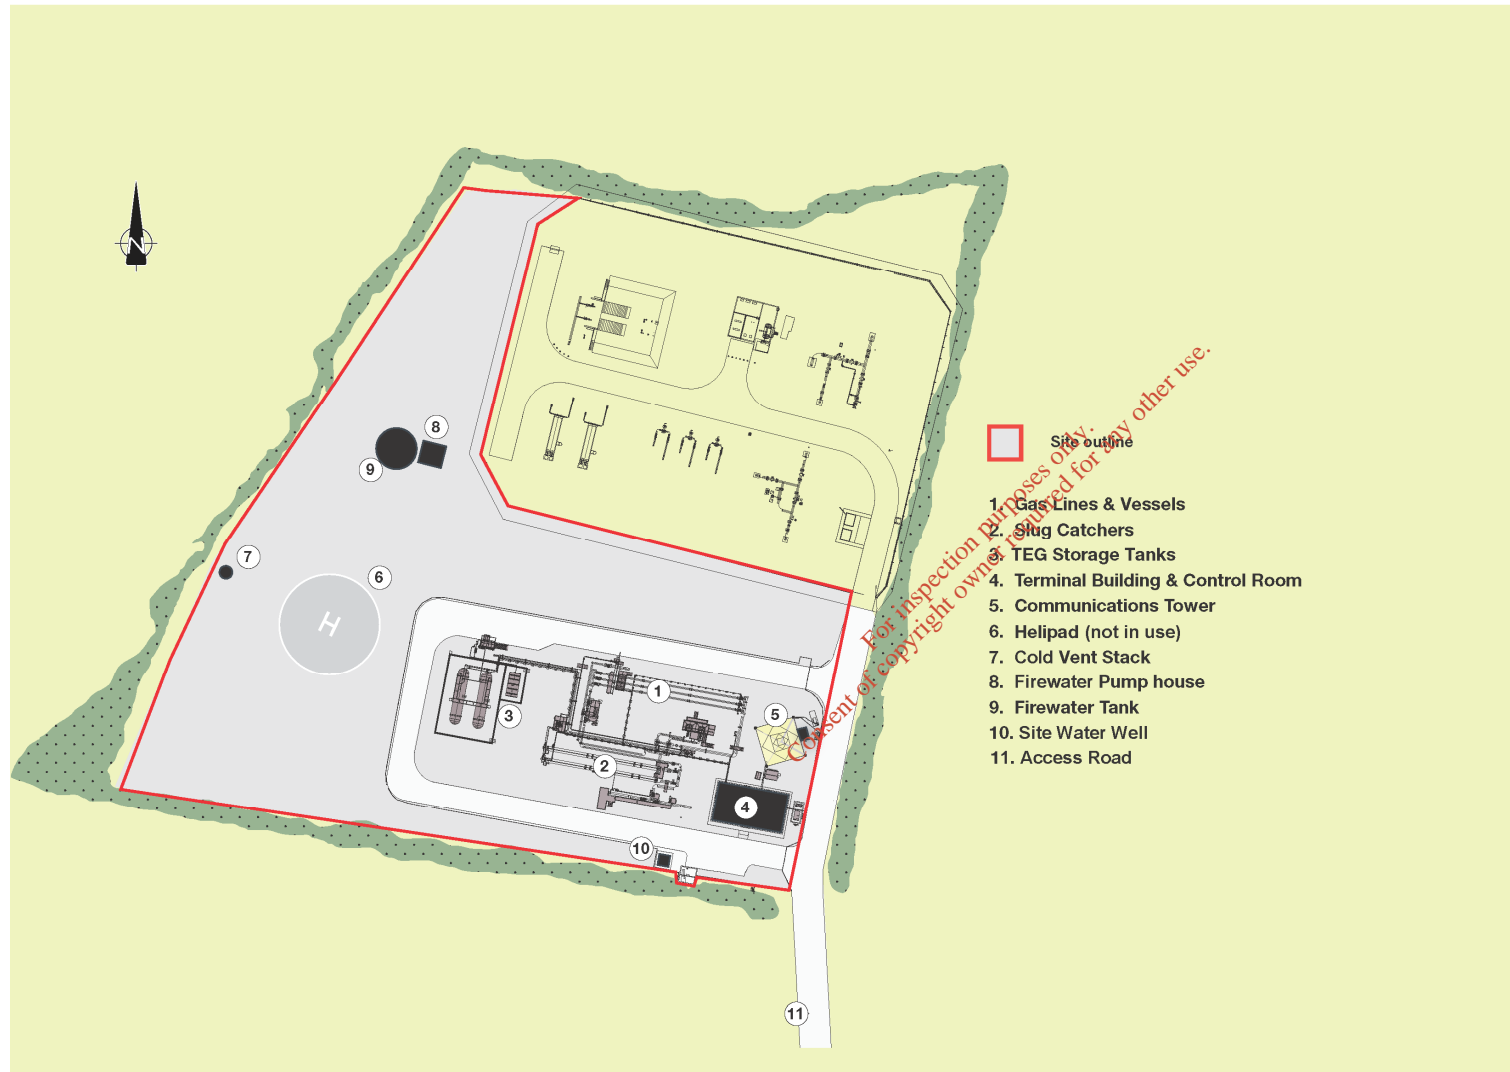 N
8
9
7
6
H
1
3
5
2
4
10
11
Site outline
1. Gas Lines & Vessels
2. Slug Catchers
3. TEG Storage Tanks
4. Terminal Building & Control Room
5. Communications Tower
6. Helipad (not in use)
7. Cold Vent Stack
8. Firewater Pump house
9. Firewater Tank
10. Site Water Well
11. Access Road
For inspection purposes only.
Consent of copyright owner required for any other use.